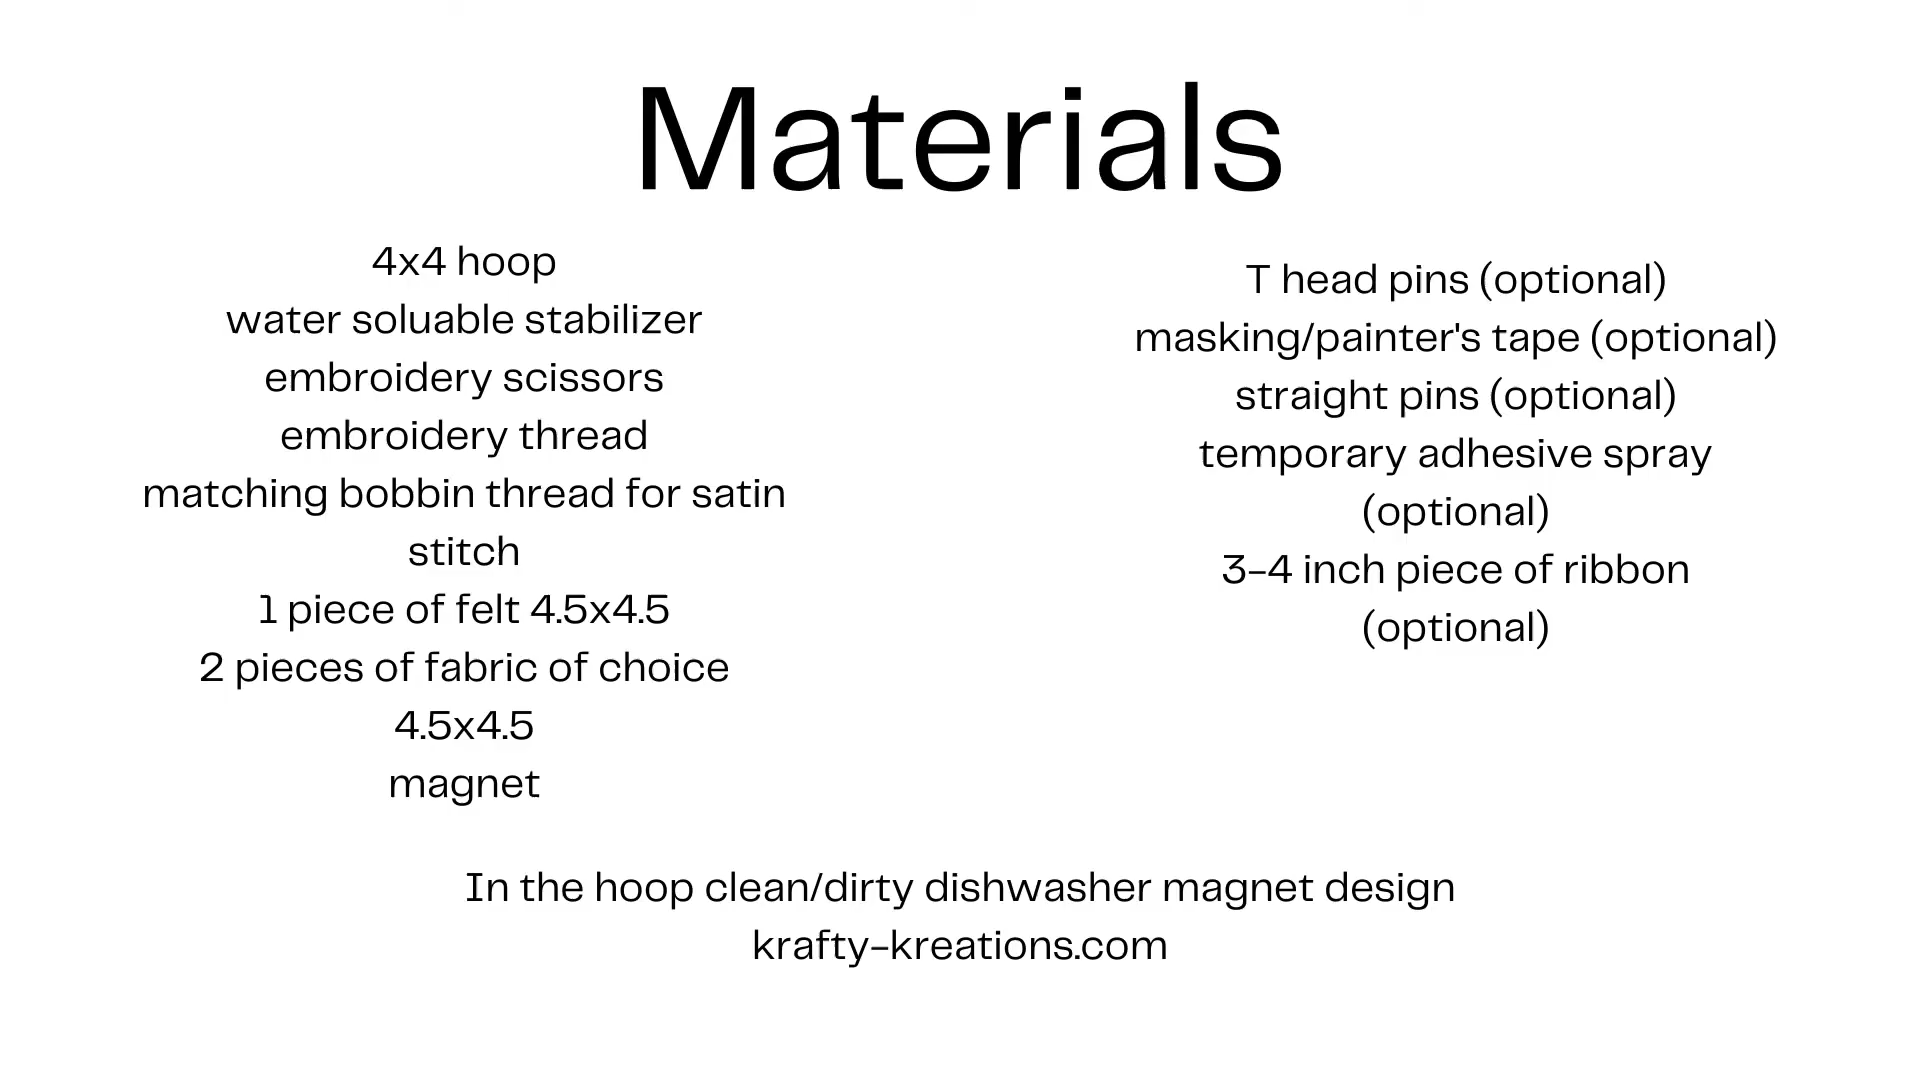 Materials
4x4 hoop
water soluable stabilizer
embroidery scissors
embroidery thread
matching bobbin thread for satin
stitch
1 piece of felt 4.5x4.5
2 pieces of fabric of choice
4.5x4.5
magnet
T head pins (optional)
masking/painter's tape (optional)
straight pins (optional)
temporary adhesive spray
(optional)
3-4 inch piece of ribbon
(optional)
In the hoop clean/dirty dishwasher magnet design
krafty-kreations.com